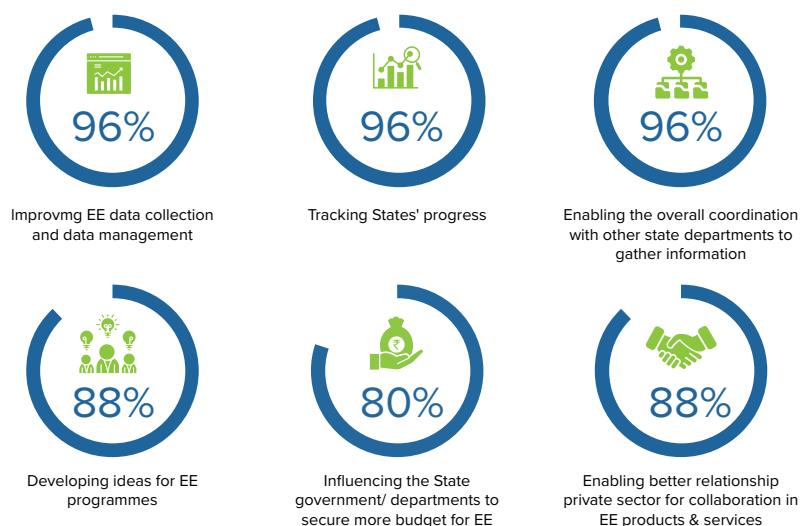 96%
Improvmg EE data collection
and data management
96%
Tracking States' progress
96%
Enabling the overall coordination
with other state departments to
gather information
88%
Developing ideas for EE
programmes
₹
80%
Influencing the State
government/ departments to
secure more budget for EE
88%
Enabling better relationship
private sector for collaboration in
EE products & services